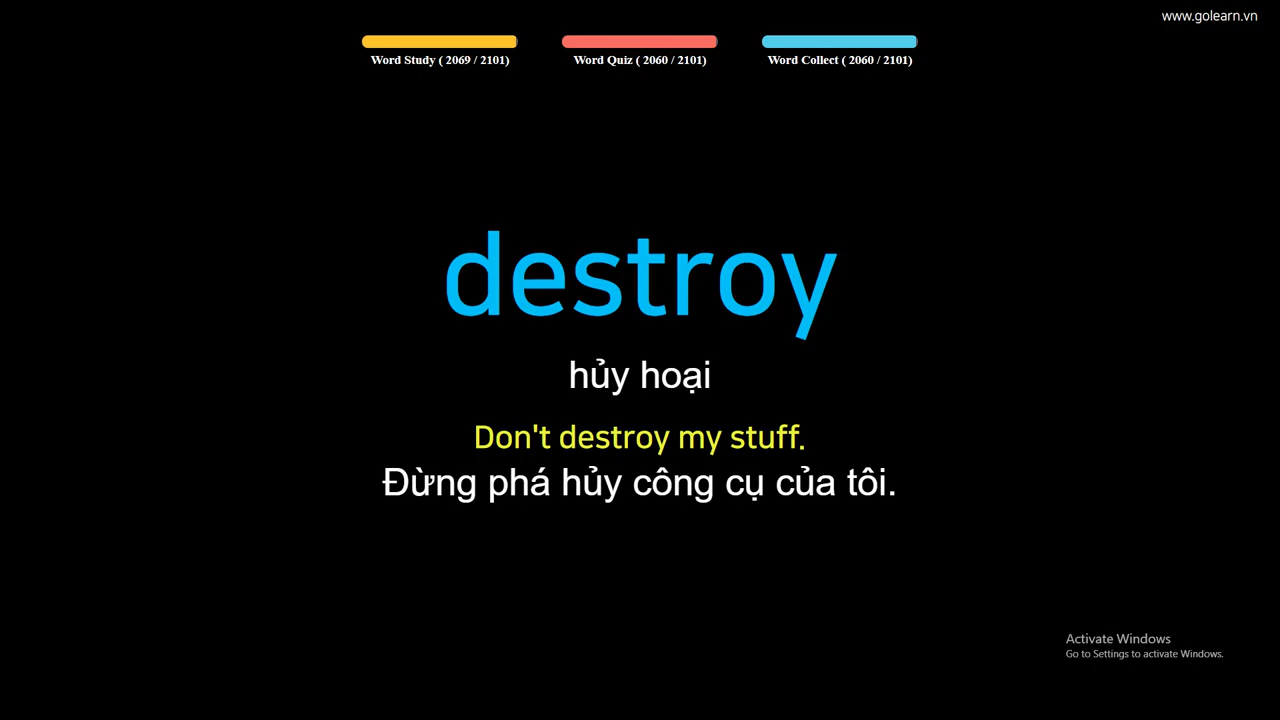 www.golearn.vn
Word Study ( 2069 / 2101)
Word Quiz ( 2060 / 2101)
Word Collect ( 2060 / 2101)
destroy
hủy hoại
Don't destroy my stuff.
Đừng phá hủy công cụ của tôi.
Activate Windows
Go to Settings to activate Windows.